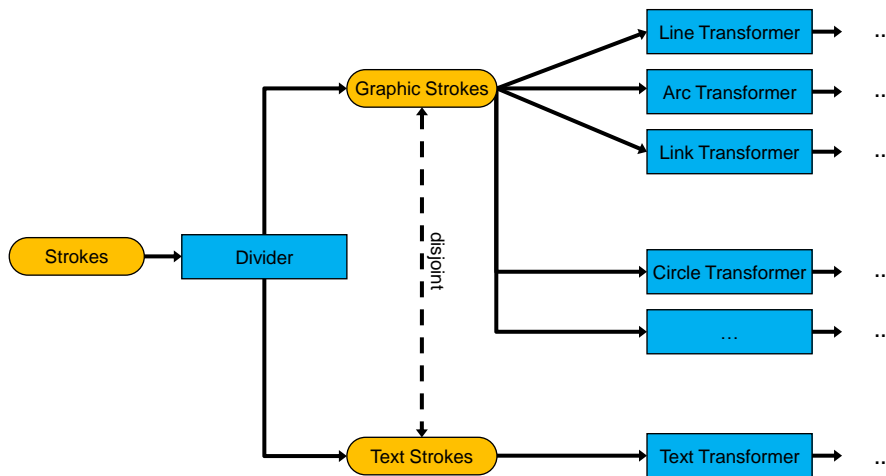 Line Transformer ..
Graphic Strokes
Arc Transformer ..
Link Transformer ..
disjoint
Strokes
Divider
Circle Transformer ..
... ..
Text Strokes
Text Transformer ..